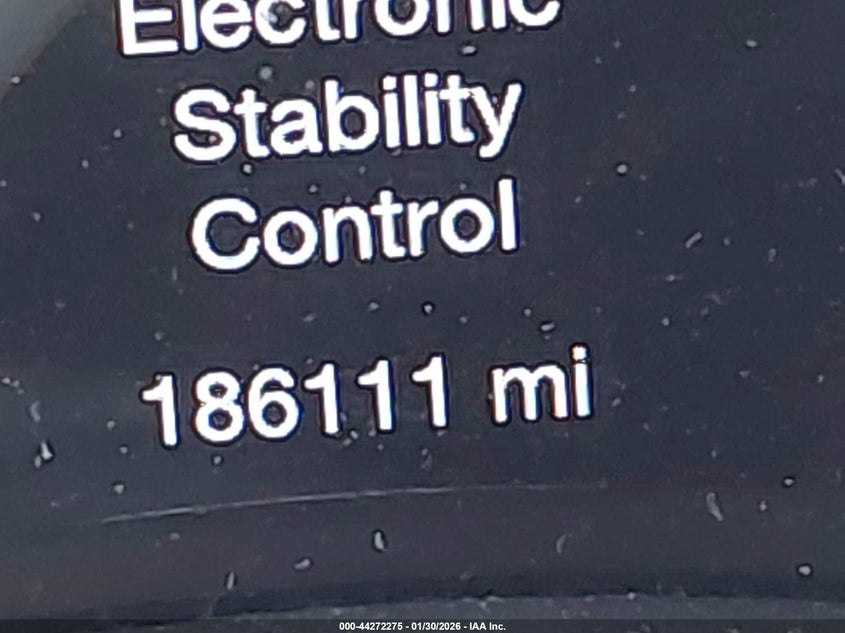 Electronic
Stability
Control
186111 mi
000-44272275 - 01/30/2026 - IAA Inc.